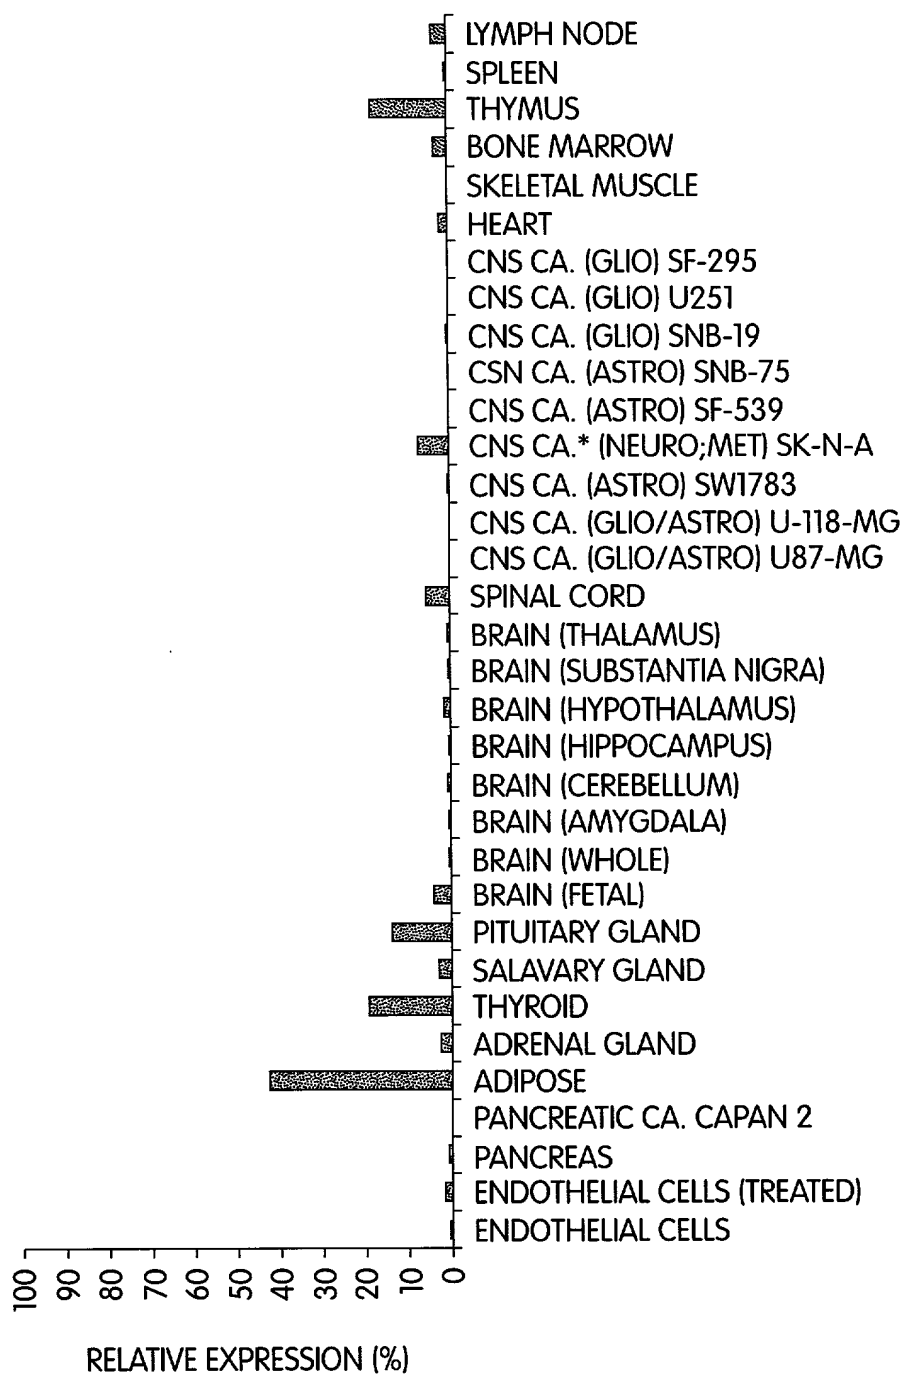 LYMPH NODE
SPLEEN
THYMUS
BONE MARROW
SKELETAL MUSCLE
HEART
CNS CA. (GLIO) SF-295
CNS CA. (GLIO) U251
CNS CA. (GLIO) SNB-19
CSN CA. (ASTRO) SNB-75
CNS CA. (ASTRO) SF-539
CNS CA.* (NEURO;MET) SK-N-A
CNS CA. (ASTRO) SW1783
CNS CA. (GLIO/ASTRO) U-118-MG
CNS CA. (GLIO/ASTRO) U87-MG
SPINAL CORD
BRAIN (THALAMUS)
BRAIN (SUBSTANTIA NIGRA)
BRAIN (HYPOTHALAMUS)
BRAIN (HIPPOCAMPUS)
BRAIN (CEREBELLUM)
BRAIN (AMYGDALA)
BRAIN (WHOLE)
BRAIN (FETAL)
PITUITARY GLAND
SALAVARY GLAND
THYROID
ADRENAL GLAND
ADIPOSE
PANCREATIC CA. CAPAN 2
PANCREAS
ENDOTHELIAL CELLS (TREATED)
ENDOTHELIAL CELLS
100 90 80 70 60 50 40 30 20 10 0
RELATIVE EXPRESSION (%)